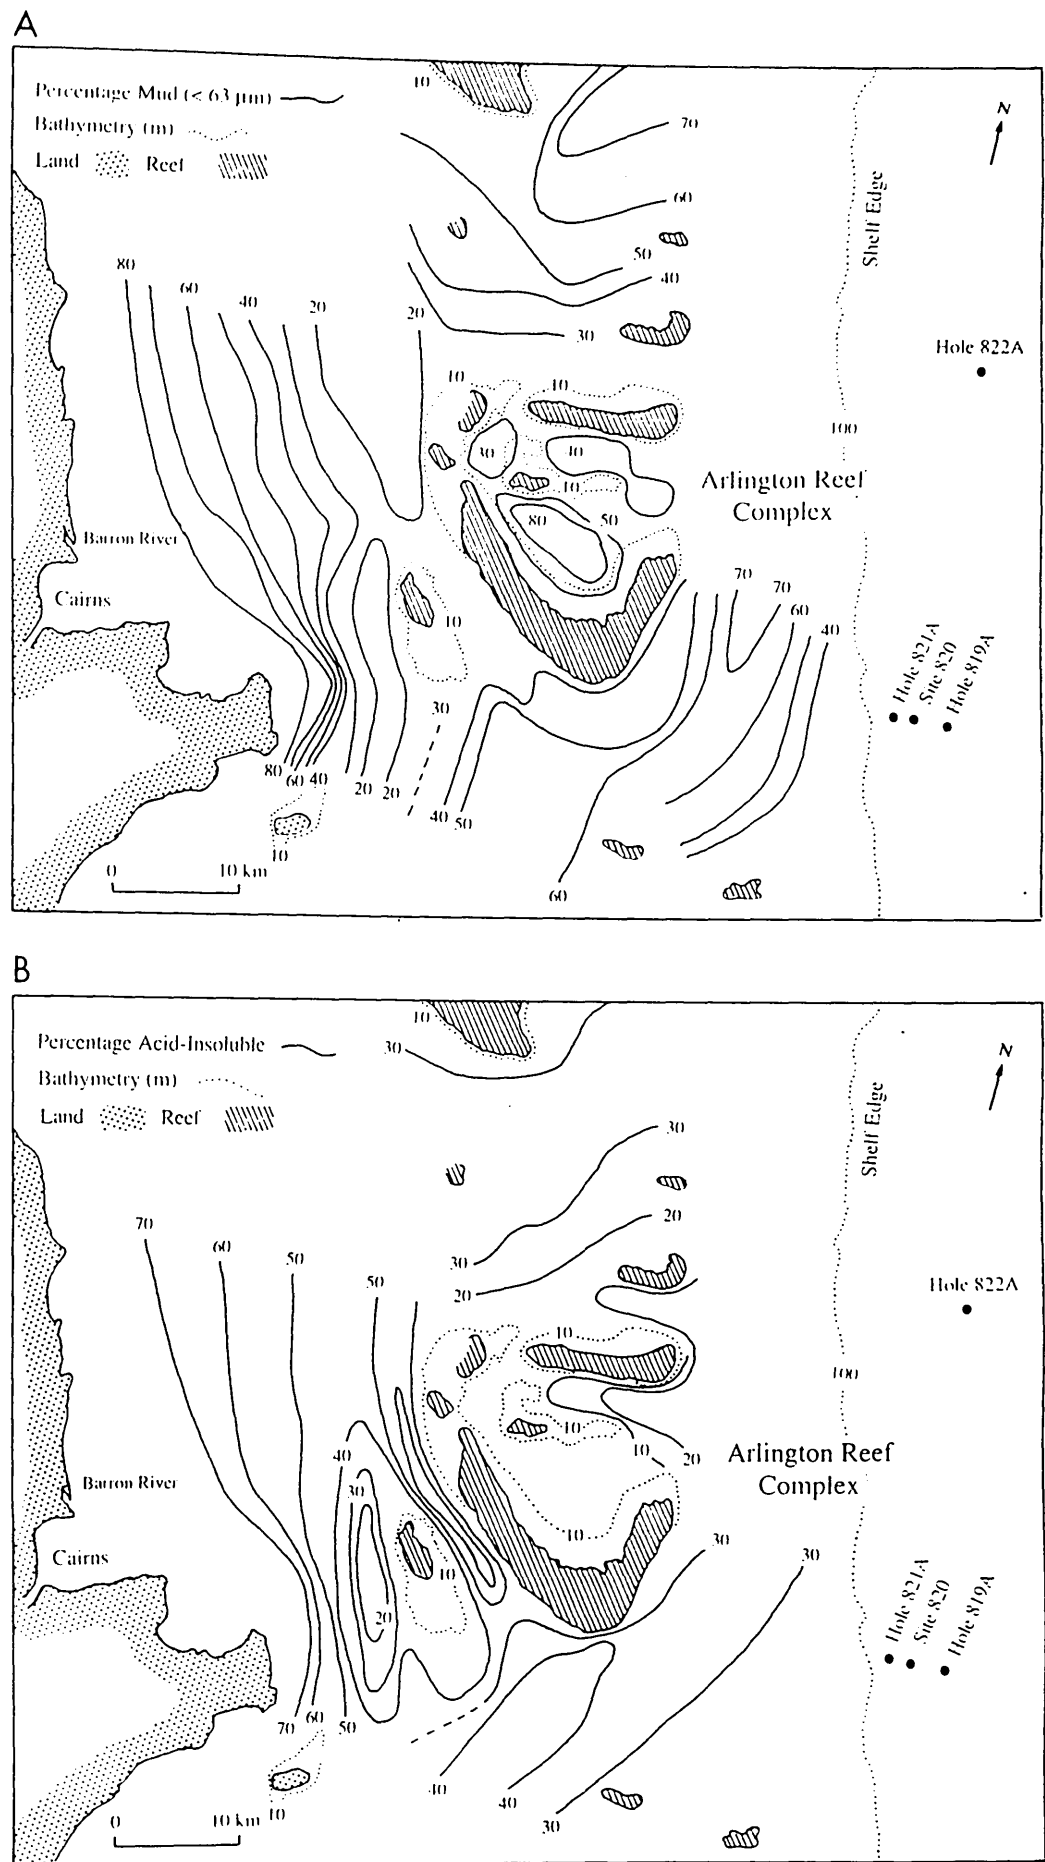 A
Percentage Mud (< 63 µm)
Bathymetry (m)
Land Reef
10
N
70
60
50
40
30
Shelf Edge
80
60
40
20
20
Hole 822A
10
10
30
40
100
10
Arlington Reef
Complex
80
50
Barron River
Cairns
10
70
70
60
40
Hole 821A
Site 820
Hole 819A
30
80
60
40
20
20
40
50
10
60
0
10 km
B
Percentage Acid-Insoluble
Bathymetry (m)
Land Reef
10
30
N
Shelf Edge
30
20
70
60
50
50
30
20
Hole 822A
10
100
10
10
20
40
30
Arlington Reef
Complex
Barron River
Cairns
10
10
20
30
30
Hole 821A
Site 820
Hole 819A
70
60
50
40
40
30
10
0
10 km